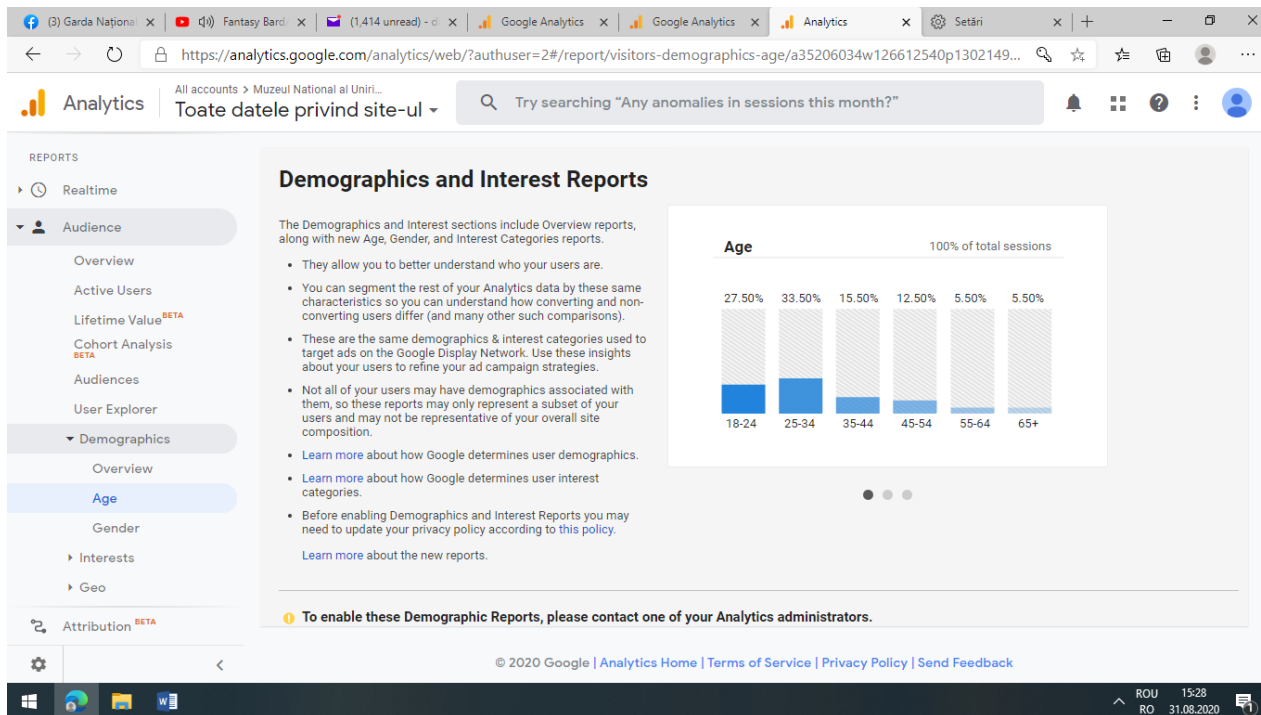 (3) Garda Național
Fantasy Bard
(1,414 unread) - d
Google Analytics
Google Analytics
Analytics
Setări
https://analytics.google.com/analytics/web/?authuser=2#/report/visitors-demographics-age/a35206034w126612540p1302149...
Analytics
All accounts > Muzeul National al Uniri...
Toate datele privind site-ul
Try searching “Any anomalies in sessions this month?”
REPORTS
Realtime
Audience
Overview
Active Users
Lifetime Value BETA
Cohort Analysis
BETA
Audiences
User Explorer
Demographics
Overview
Age
Gender
Interests
Geo
Attribution BETA
Demographics and Interest Reports
The Demographics and Interest sections include Overview reports,
along with new Age, Gender, and Interest Categories reports.
• They allow you to better understand who your users are.
• You can segment the rest of your Analytics data by these same
characteristics so you can understand how converting and non-
converting users differ (and many other such comparisons).
• These are the same demographics & interest categories used to
target ads on the Google Display Network. Use these insights
about your users to refine your ad campaign strategies.
• Not all of your users may have demographics associated with
them, so these reports may only represent a subset of your
users and may not be representative of your overall site
composition.
• Learn more about how Google determines user demographics.
• Learn more about how Google determines user interest
categories.
• Before enabling Demographics and Interest Reports you may
need to update your privacy policy according to this policy.
Learn more about the new reports.
Age
100% of total sessions
27.50% 33.50% 15.50% 12.50% 5.50% 5.50%
18-24 25-34 35-44 45-54 55-64 65+
To enable these Demographic Reports, please contact one of your Analytics administrators.
© 2020 Google | Analytics Home | Terms of Service | Privacy Policy | Send Feedback
ROU
RO
15:28
31.08.2020
1